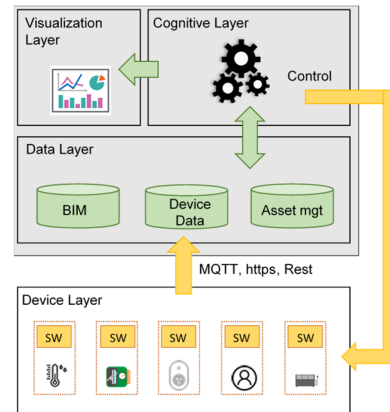 Visualization
Layer
Cognitive Layer
Control
Data Layer
BIM
Device
Data
Asset mgt
MQTT, https, Rest
Device Layer
SW
SW
SW
SW
SW